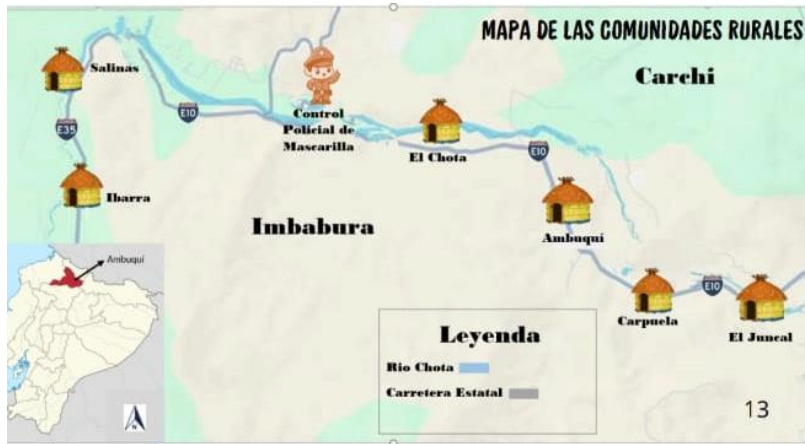 MAPA DE LAS COMUNIDADES RURALES
Carchi
Salinas
E10
Control
Policial de
Mascarilla
El Chota
E10
E35
Ibarra
Imbabura
Ambuquí
Ambuquí
Carpuela
E10
El Juncal
Leyenda
Rio Chota
Carretera Estatal
N
13